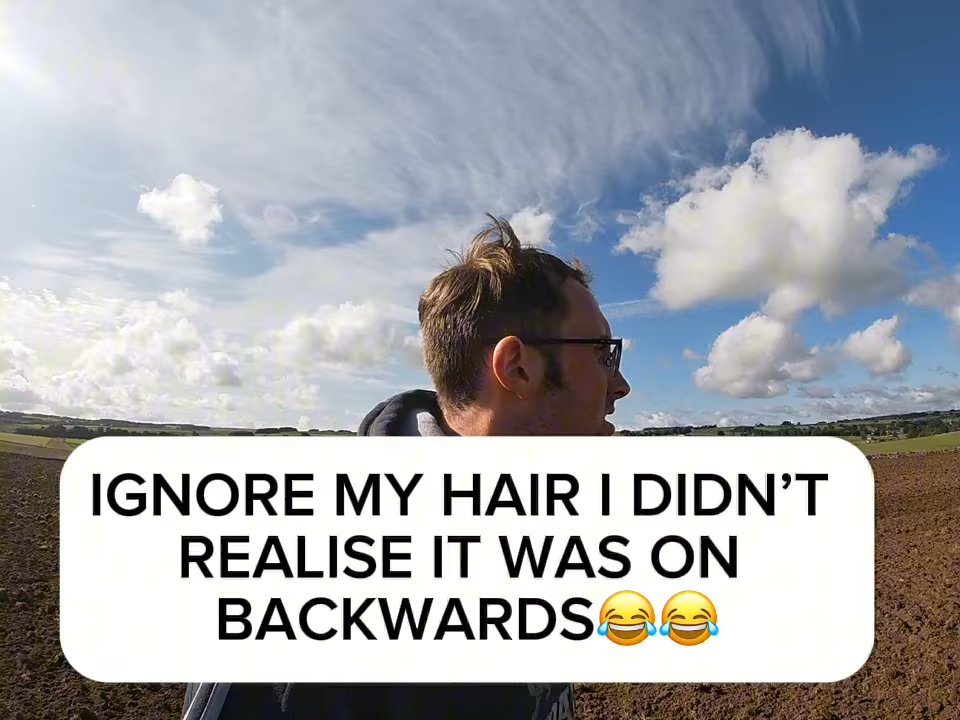 IGNORE MY HAIR I DIDN’T
REALISE IT WAS ON
BACKWARDS😂😂